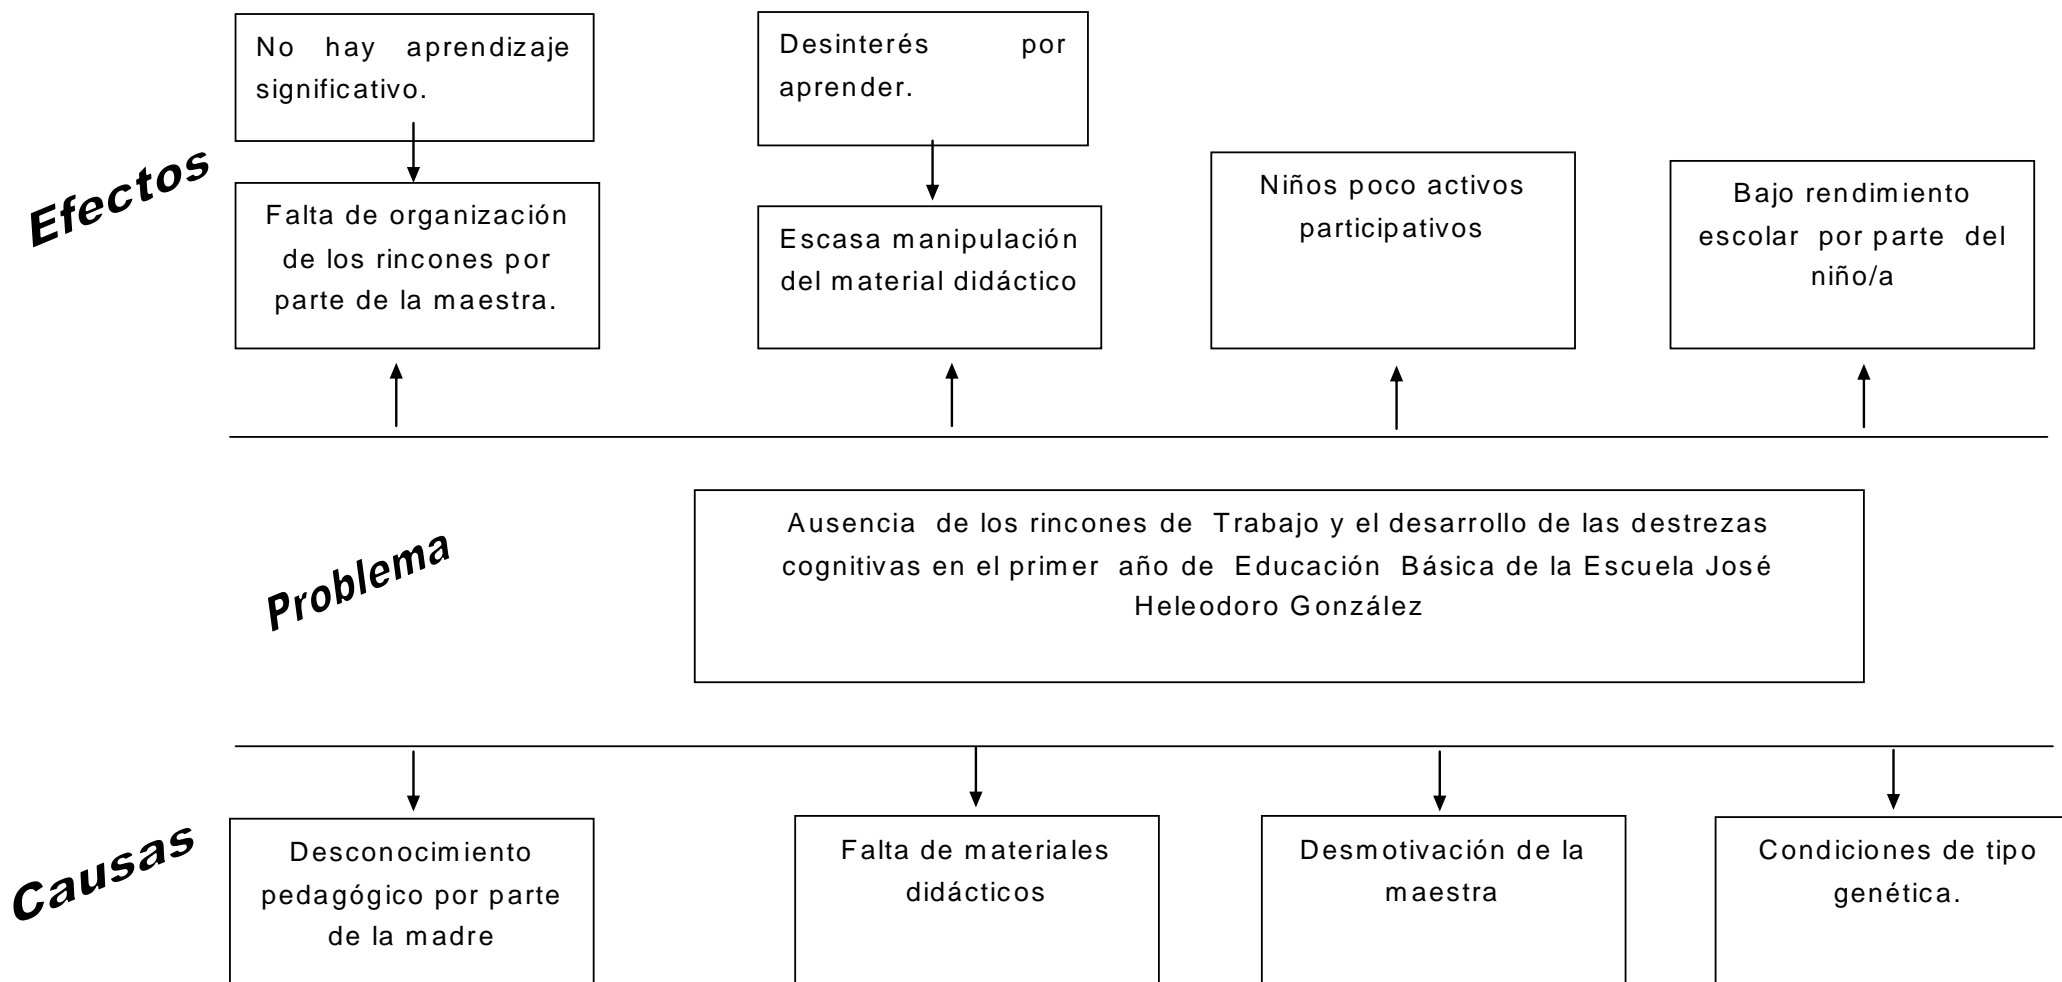 No hay aprendizaje
significativo.
Desinterés por
aprender.
Efectos
Falta de organización
de los rincones por
parte de la maestra.
Escasa manipulación
del material didáctico
Niños poco activos
participativos
Bajo rendimiento
escolar por parte del
niño/a
Problema
Ausencia de los rincones de Trabajo y el desarrollo de las destrezas
cognitivas en el primer año de Educación Básica de la Escuela José
Heleodoro González
Causas
Desconocimiento
pedagógico por parte
de la madre
Falta de materiales
didácticos
Desmotivación de la
maestra
Condiciones de tipo
genética.